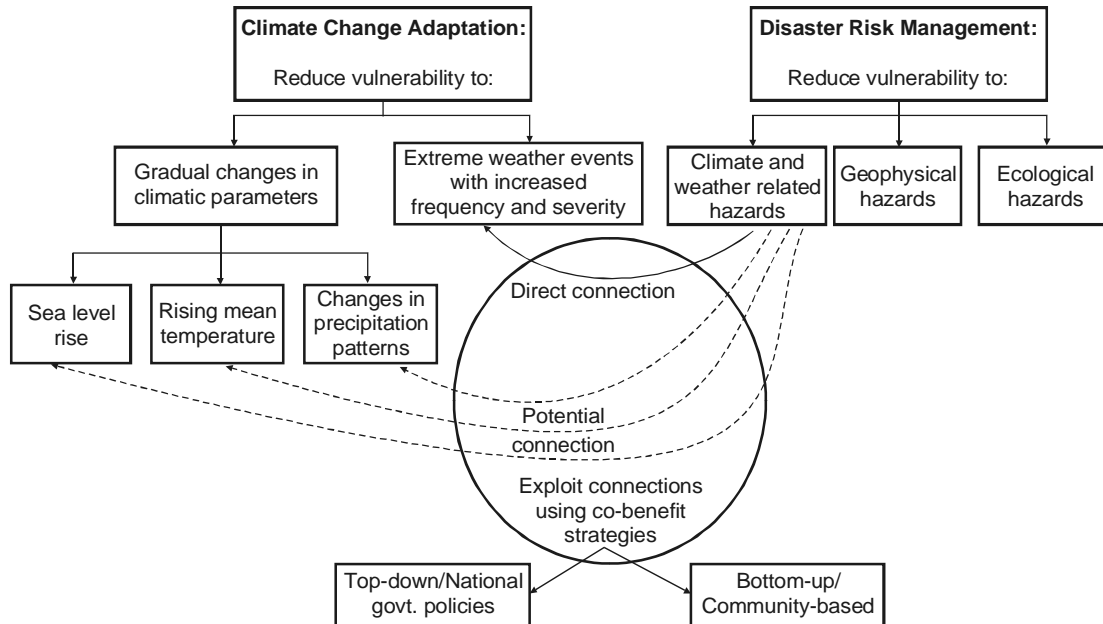 Climate Change Adaptation:
Reduce vulnerability to:
Disaster Risk Management:
Reduce vulnerability to:
Gradual changes in
climatic parameters
Extreme weather events
with increased
frequency and severity
Climate and
weather related
hazards
Geophysical
hazards
Ecological
hazards
Sea level
rise
Rising mean
temperature
Changes in
precipitation
patterns
Direct connection
Potential
connection
Exploit connections
using co-benefit
strategies
Top-down/National
govt. policies
Bottom-up/
Community-based